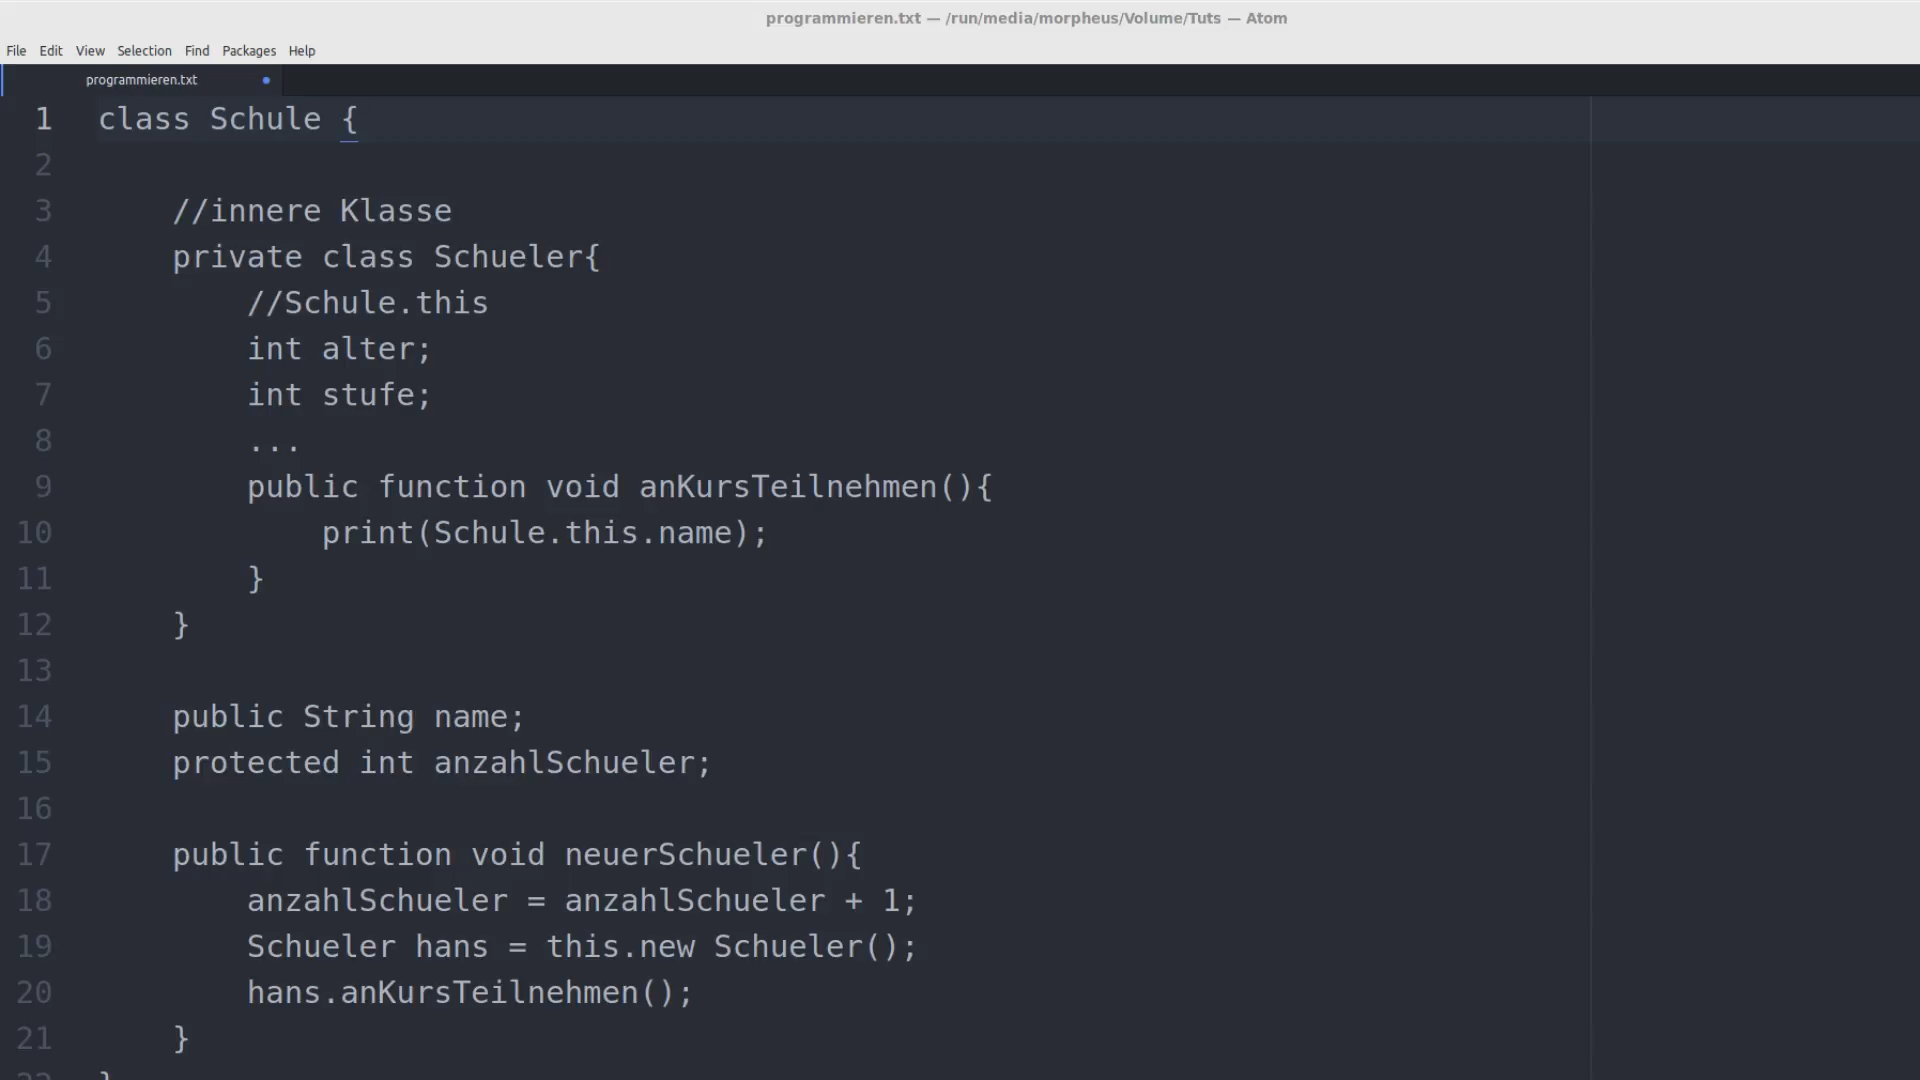 programmieren.txt — /run/media/morpheus/Volume/Tuts — Atom
File Edit View Selection Find Packages Help
programmieren.txt
1 class Schule {
2
3 //innere Klasse
4 private class Schueler{
5 //Schule.this
6 int alter;
7 int stufe;
8 ...
9 public function void anKursTeilnehmen(){
10 print(Schule.this.name);
11 }
12 }
13
14 public String name;
15 protected int anzahlSchueler;
16
17 public function void neuerSchueler(){
18 anzahlSchueler = anzahlSchueler + 1;
19 Schueler hans = this.new Schueler();
20 hans.anKursTeilnehmen();
21 }
22 }